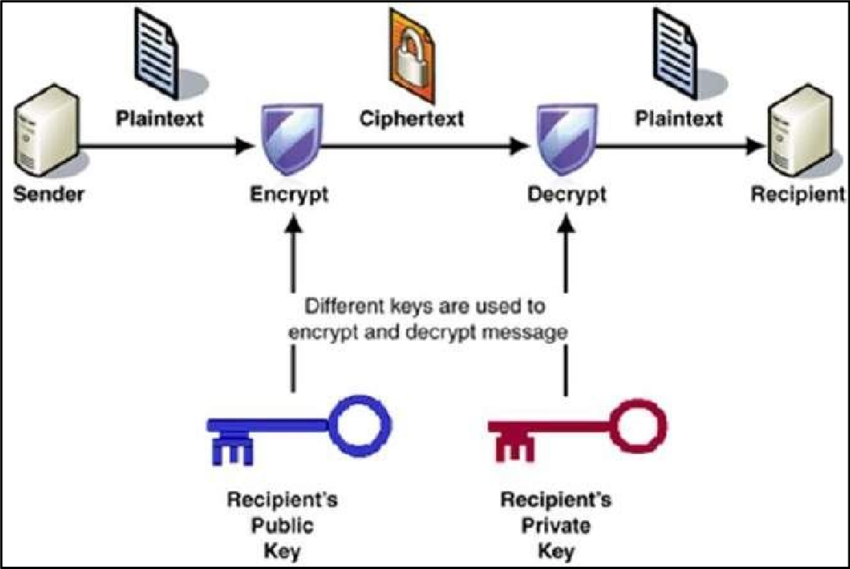 Plaintext
Ciphertext
Plaintext
Sender
Encrypt
Decrypt
Recipient
Different keys are used to
encrypt and decrypt message
Recipient's
Public
Key
Recipient's
Private
Key